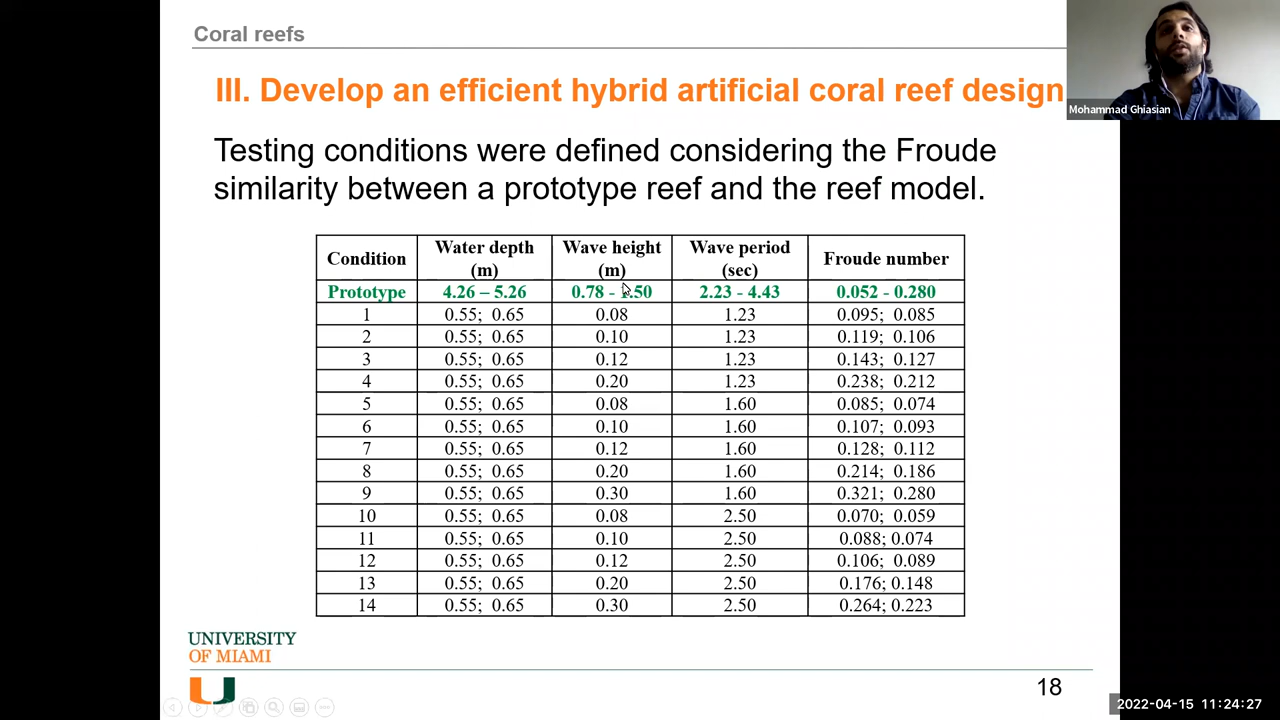 Coral reefs
III. Develop an efficient hybrid artificial coral reef design
Mohammad Ghiasian
Testing conditions were defined considering the Froude
similarity between a prototype reef and the reef model.
Condition Water depth (m) Wave height (m) Wave period (sec) Froude number
Prototype 4.26 – 5.26 0.78 - 1.50 2.23 - 4.43 0.052 - 0.280
1 0.55; 0.65 0.08 1.23 0.095; 0.085
2 0.55; 0.65 0.10 1.23 0.119; 0.106
3 0.55; 0.65 0.12 1.23 0.143; 0.127
4 0.55; 0.65 0.20 1.23 0.238; 0.212
5 0.55; 0.65 0.08 1.60 0.085; 0.074
6 0.55; 0.65 0.10 1.60 0.107; 0.093
7 0.55; 0.65 0.12 1.60 0.128; 0.112
8 0.55; 0.65 0.20 1.60 0.214; 0.186
9 0.55; 0.65 0.30 1.60 0.321; 0.280
10 0.55; 0.65 0.08 2.50 0.070; 0.059
11 0.55; 0.65 0.10 2.50 0.088; 0.074
12 0.55; 0.65 0.12 2.50 0.106; 0.089
13 0.55; 0.65 0.20 2.50 0.176; 0.148
14 0.55; 0.65 0.30 2.50 0.264; 0.223
UNIVERSITY
OF MIAMI
18
2022-04-15 11:24:27